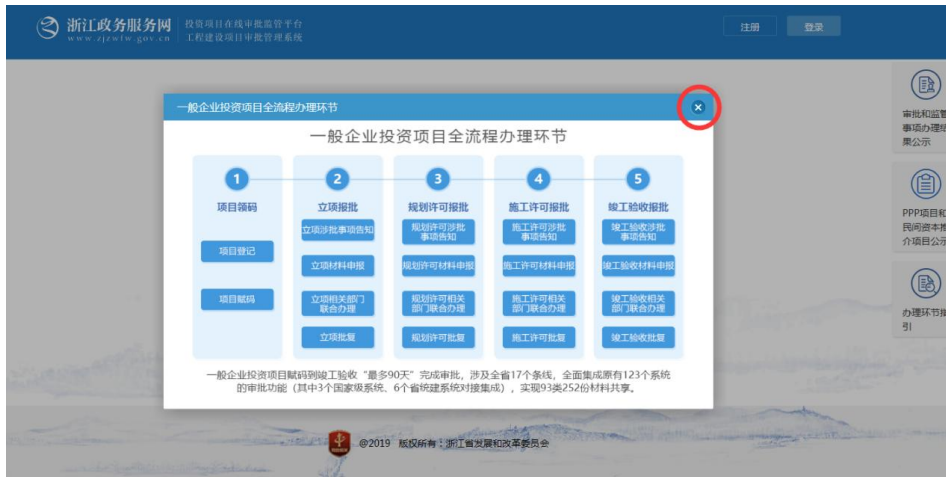 浙江政务服务网
www.zjzwfw.gov.cn
投资项目在线审批监管平台
工程建设项目审批管理系统
注册
登录
一般企业投资项目全流程办理环节
一般企业投资项目全流程办理环节
1
2
3
4
5
项目领码
立项报批
规划许可报批
施工许可报批
竣工验收报批
项目登记
项目赋码
立项涉批事项告知
立项材料申报
立项相关部门
联合办理
立项批复
规划许可涉批
事项告知
规划许可材料申报
规划许可相关
部门联合办理
规划许可批复
施工许可涉批
事项告知
施工许可材料申报
施工许可相关
部门联合办理
施工许可批复
竣工验收涉批
事项告知
竣工验收材料申报
竣工验收相关
部门联合办理
竣工验收批复
一般企业投资项目赋码到竣工验收“最多90天”完成审批，涉及全省17个条线，全面集成原有123个系统
的审批功能（其中3个国家级系统、6个省统建系统对接集成），实现93类252份材料共享。
审批和监管
事项办理结
果公示
PPP项目和
民间资本推
介项目公示
办理环节指
引
@2019 版权所有：浙江省发展和改革委员会